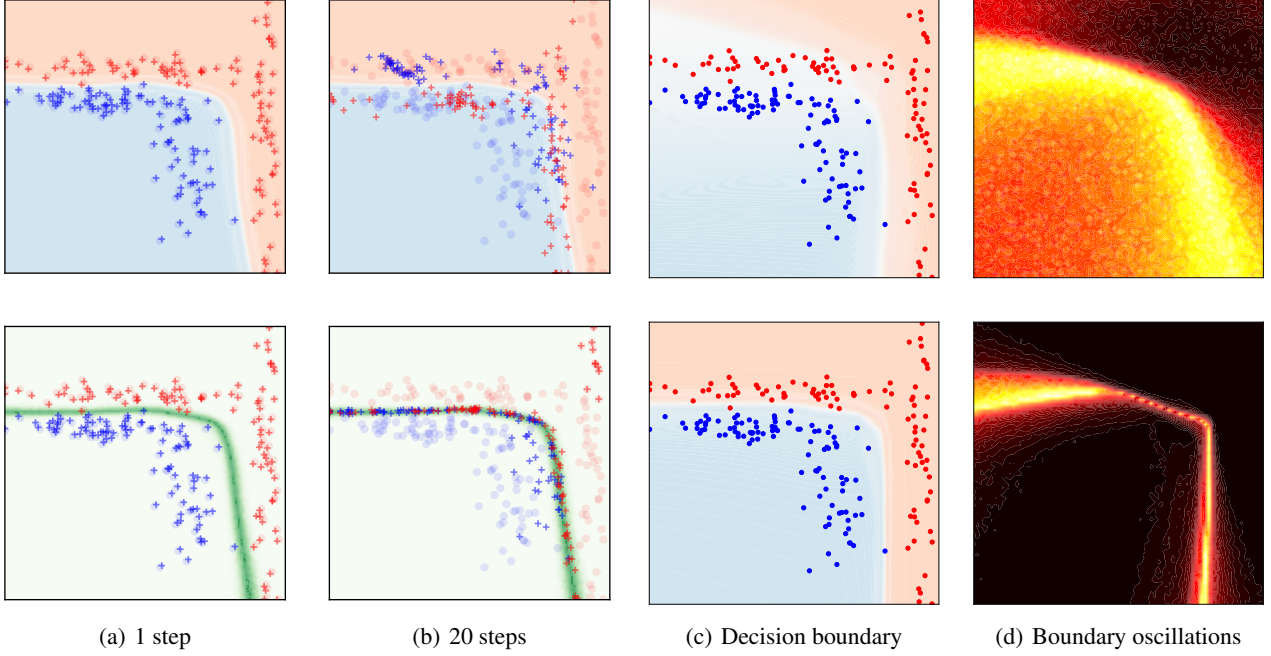 (a) 1 step
(b) 20 steps
(c) Decision boundary
(d) Boundary oscillations